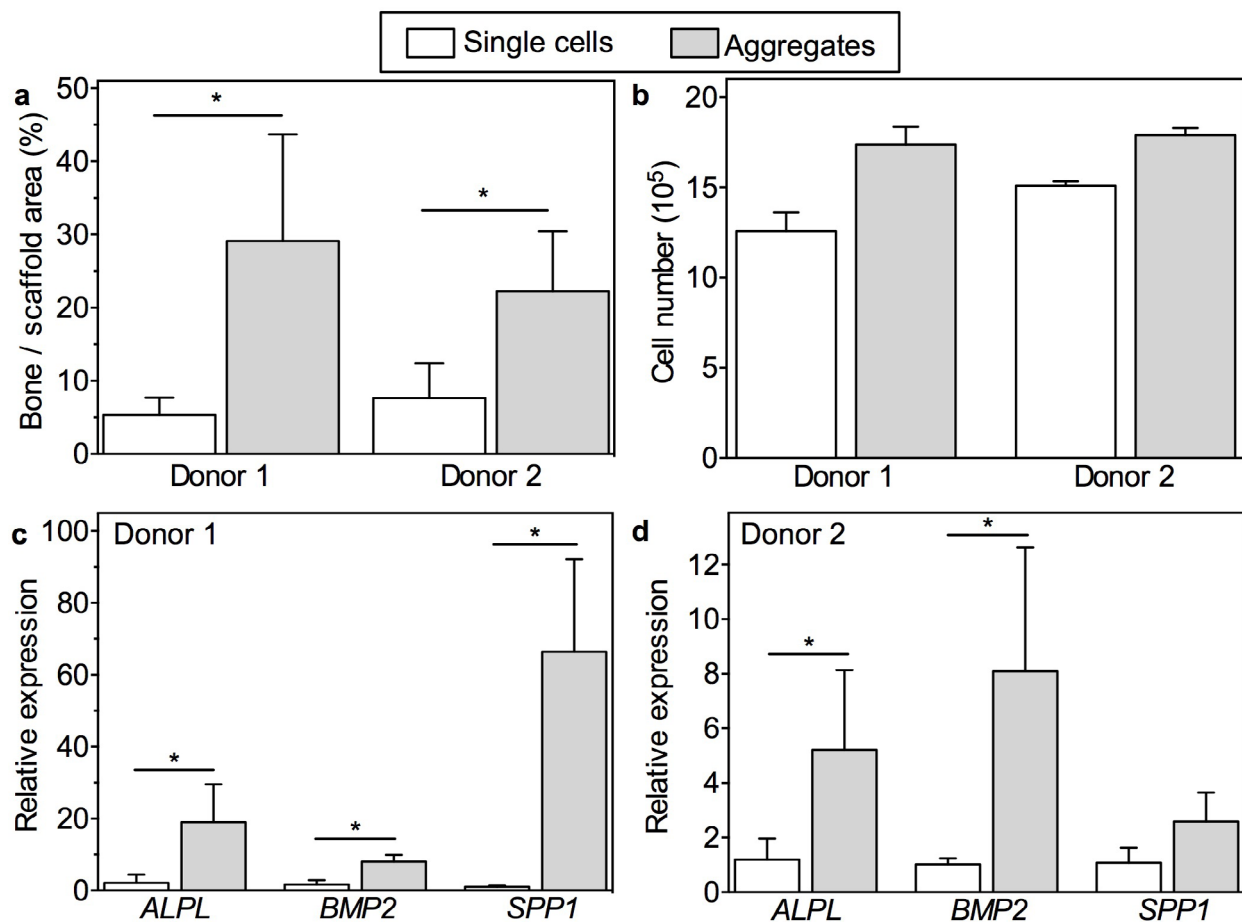 Single cells Aggregates
a
*
*
Bone / scaffold area (%)
50
40
30
20
10
0
Donor 1 Donor 2
b
Cell number (10⁵)
20
15
10
5
0
Donor 1 Donor 2
c Donor 1
*
*
*
Relative expression
100
80
60
40
20
0
ALPL BMP2 SPP1
d Donor 2
*
*
Relative expression
12
10
8
6
4
2
0
ALPL BMP2 SPP1